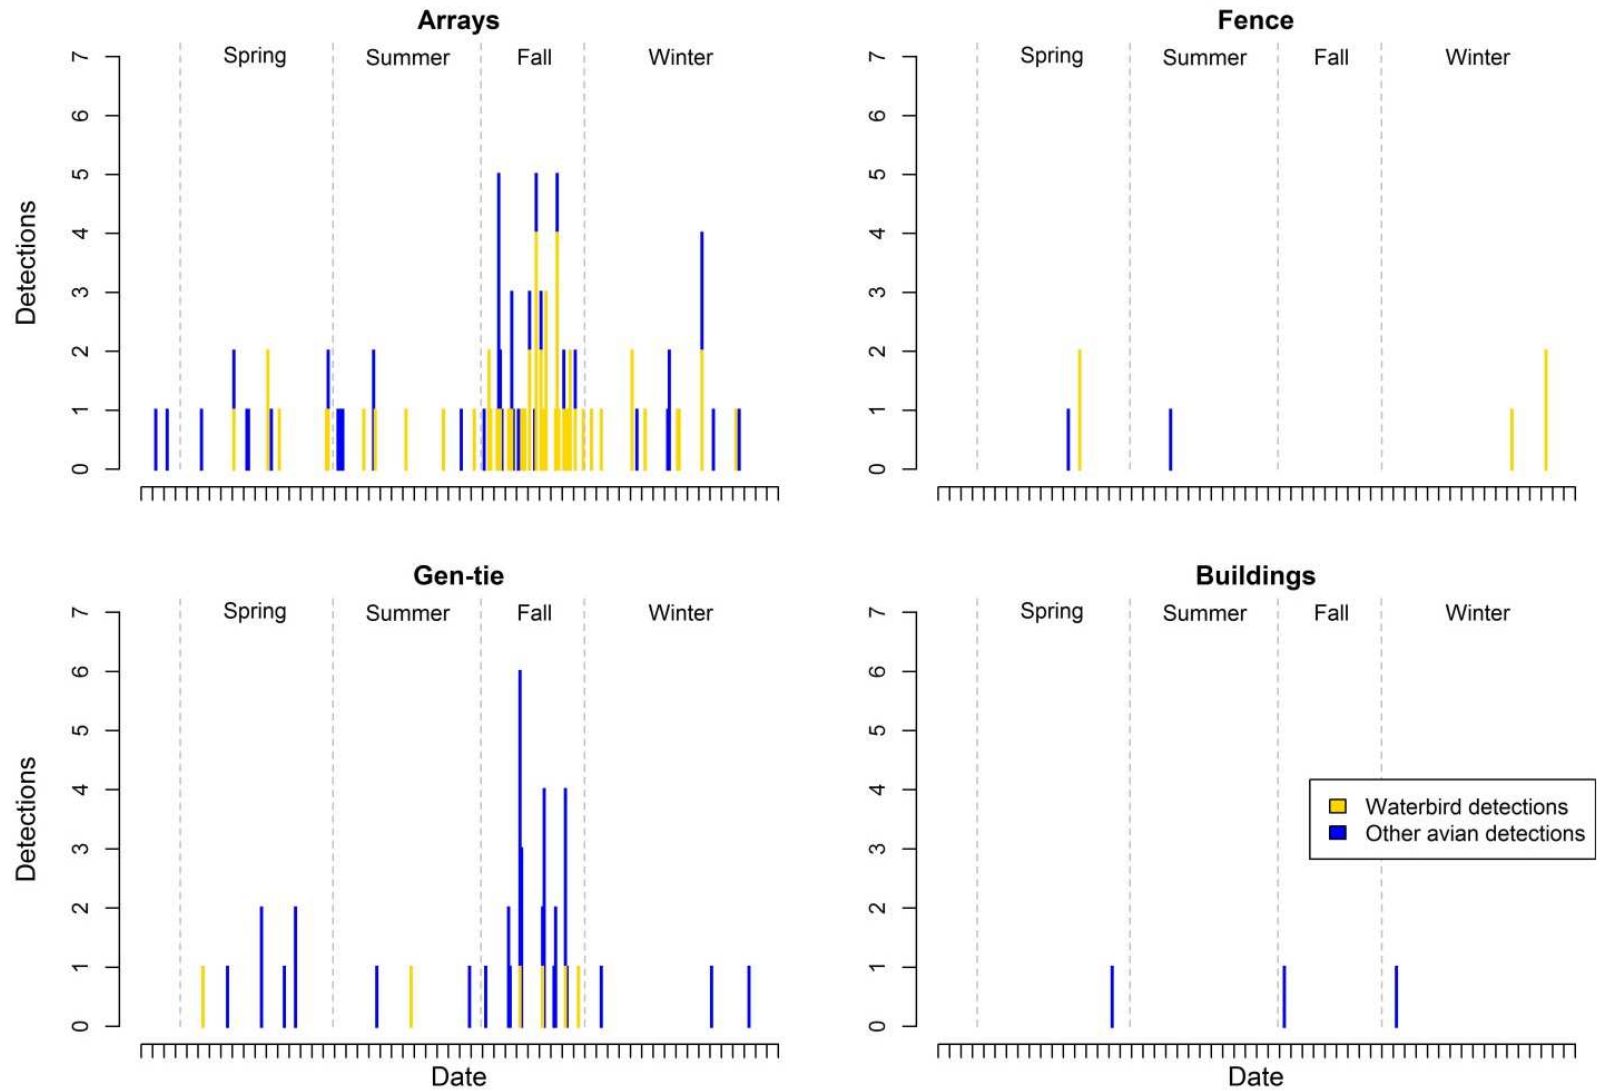 Arrays
Spring Summer Fall Winter
7
6
5
4
3
2
1
0
Detections
Fence
Spring Summer Fall Winter
7
6
5
4
3
2
1
0
Gen-tie
Spring Summer Fall Winter
7
6
5
4
3
2
1
0
Detections
Date
Buildings
Spring Summer Fall Winter
7
6
5
4
3
2
1
0
Waterbird detections
Other avian detections
Date